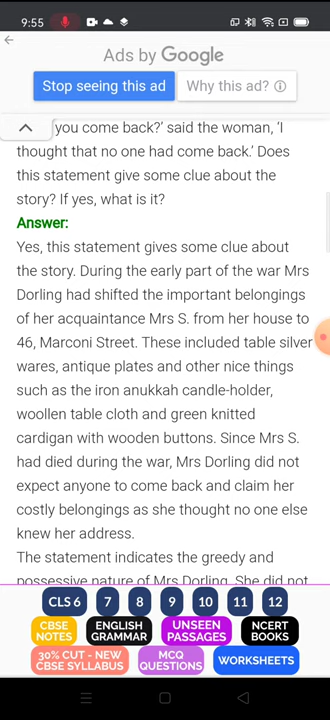 9:55
Ads by Google
Stop seeing this ad
Why this ad?
you come back?' said the woman, 'I
thought that no one had come back.' Does
this statement give some clue about the
story? If yes, what is it?
Answer:
Yes, this statement gives some clue about
the story. During the early part of the war Mrs
Dorling had shifted the important belongings
of her acquaintance Mrs S. from her house to
46, Marconi Street. These included table silver
wares, antique plates and other nice things
such as the iron anukkah candle-holder,
woollen table cloth and green knitted
cardigan with wooden buttons. Since Mrs S.
had died during the war, Mrs Dorling did not
expect anyone to come back and claim her
costly belongings as she thought no one else
knew her address.
The statement indicates the greedy and
possessive nature of Mrs Dorling. She did not
CLS 6 7 8 9 10 11 12
CBSE NOTES
ENGLISH GRAMMAR
UNSEEN PASSAGES
NCERT BOOKS
30% CUT - NEW CBSE SYLLABUS
MCQ QUESTIONS
WORKSHEETS